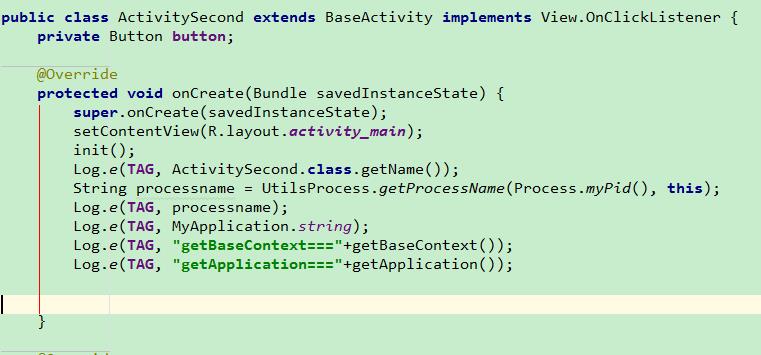 public class ActivitySecond extends BaseActivity implements View.OnClickListener {
    private Button button;
    @Override
    protected void onCreate(Bundle savedInstanceState) {
        super.onCreate(savedInstanceState);
        setContentView(R.layout.activity_main);
        init();
        Log.e(TAG, ActivitySecond.class.getName());
        String processname = UtilsProcess.getProcessName(Process.myPid(), this);
        Log.e(TAG, processname);
        Log.e(TAG, MyApplication.string);
        Log.e(TAG, "getBaseContext==="+getBaseContext());
        Log.e(TAG, "getApplication==="+getApplication());
    }